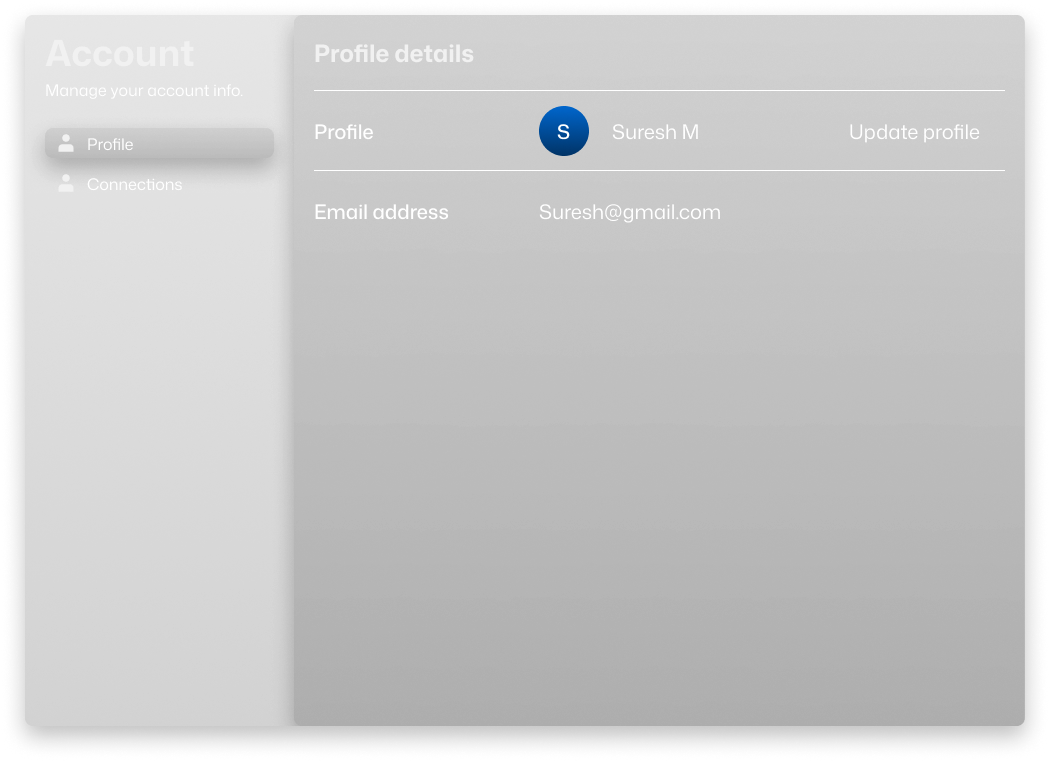 Account
Manage your account info.
Profile
Connections
Profile details
Profile
S
Suresh M
Update profile
Email address
Suresh@gmail.com